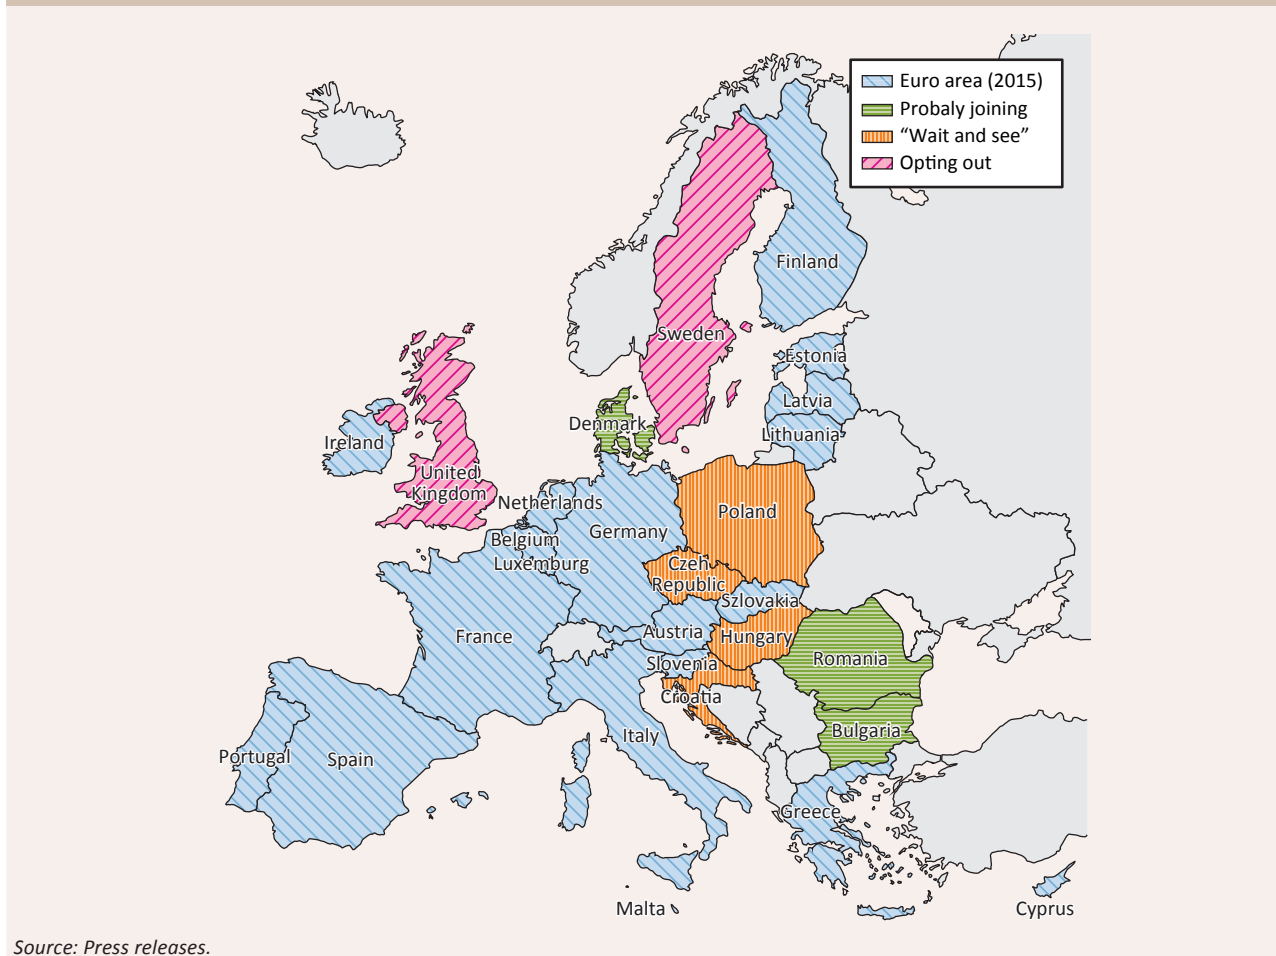 Euro area (2015)
Probaly joining
“Wait and see”
Opting out
Finland
Sweden
Estonia
Latvia
Lithuania
Denmark
Ireland
United
Kingdom
Netherlands
Poland
Germany
Belgium
Luxemburg
Czeh
Republic
Szlovakia
France
Austria
Hungary
Slovenia
Romania
Croatia
Bulgaria
Italy
Portugal
Spain
Greece
Malta
Cyprus
Source: Press releases.